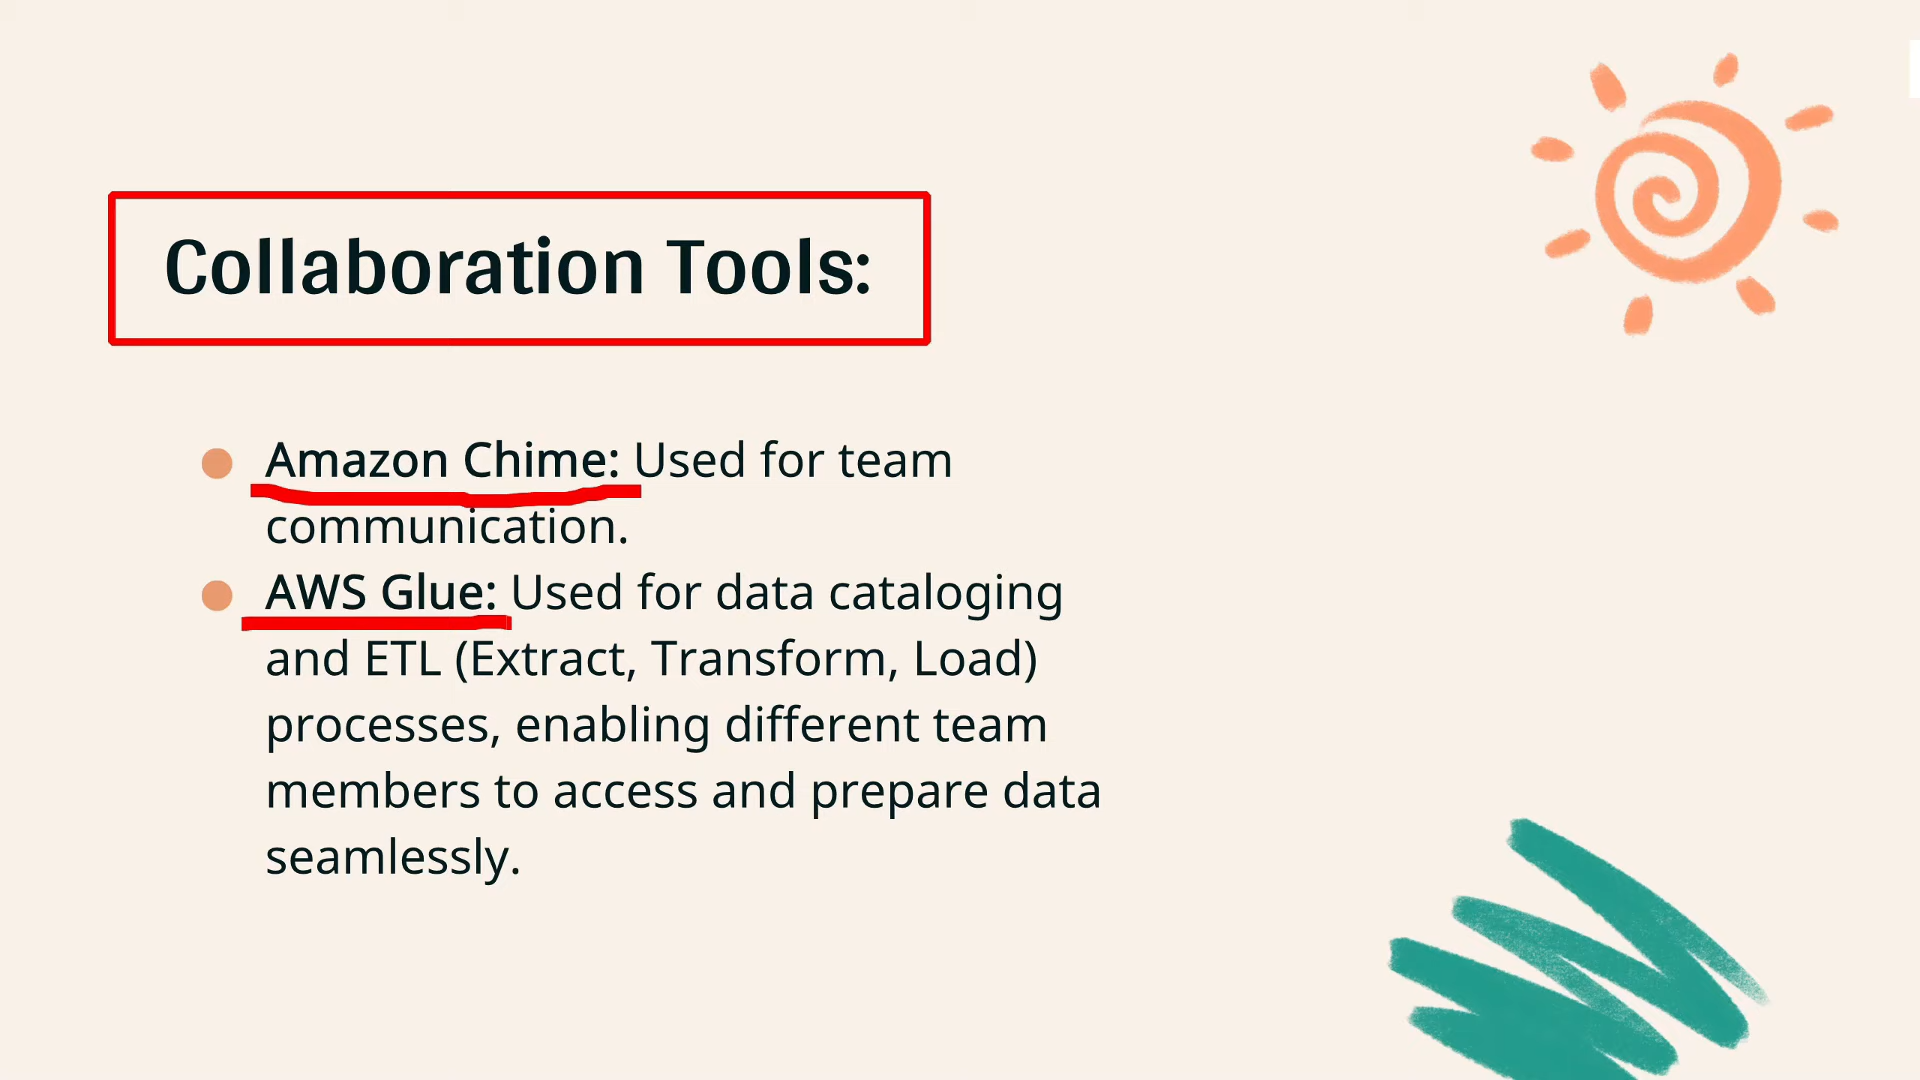 Collaboration Tools:
Amazon Chime: Used for team
communication.
AWS Glue: Used for data cataloging
and ETL (Extract, Transform, Load)
processes, enabling different team
members to access and prepare data
seamlessly.